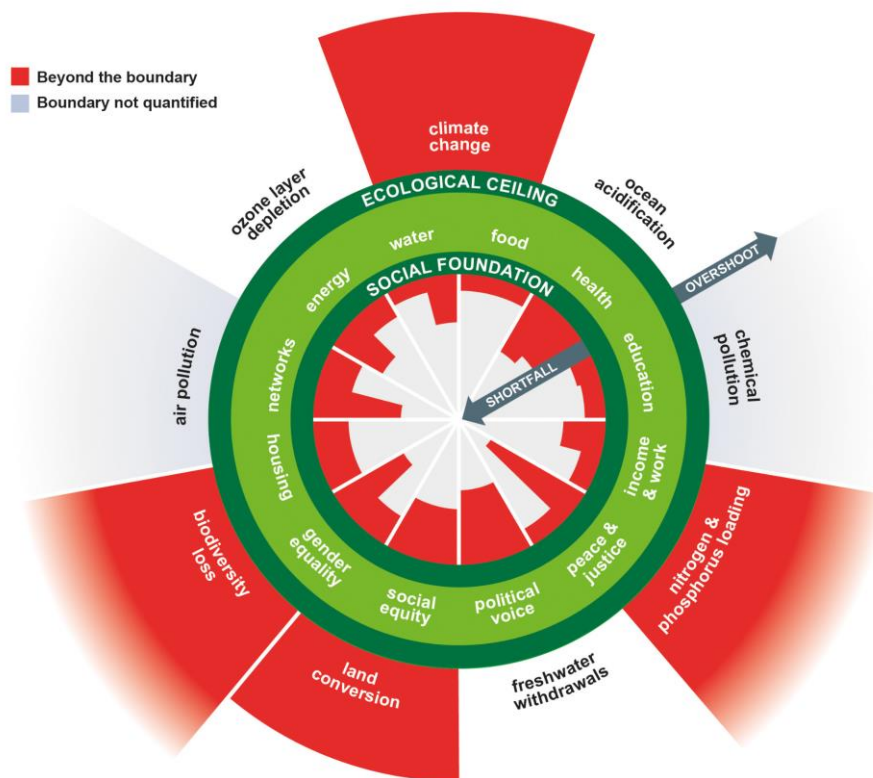 Beyond the boundary
Boundary not quantified
climate
change
ECOLOGICAL CEILING
ozone layer
depletion
ocean
acidification
OVERSHOOT
water
food
energy
health
SOCIAL FOUNDATION
SHORTFALL
networks
education
air pollution
chemical
pollution
housing
income
& work
gender
equality
peace &
justice
social
equity
political
voice
biodiversity
loss
nitrogen &
phosphorus loading
land
conversion
freshwater
withdrawals